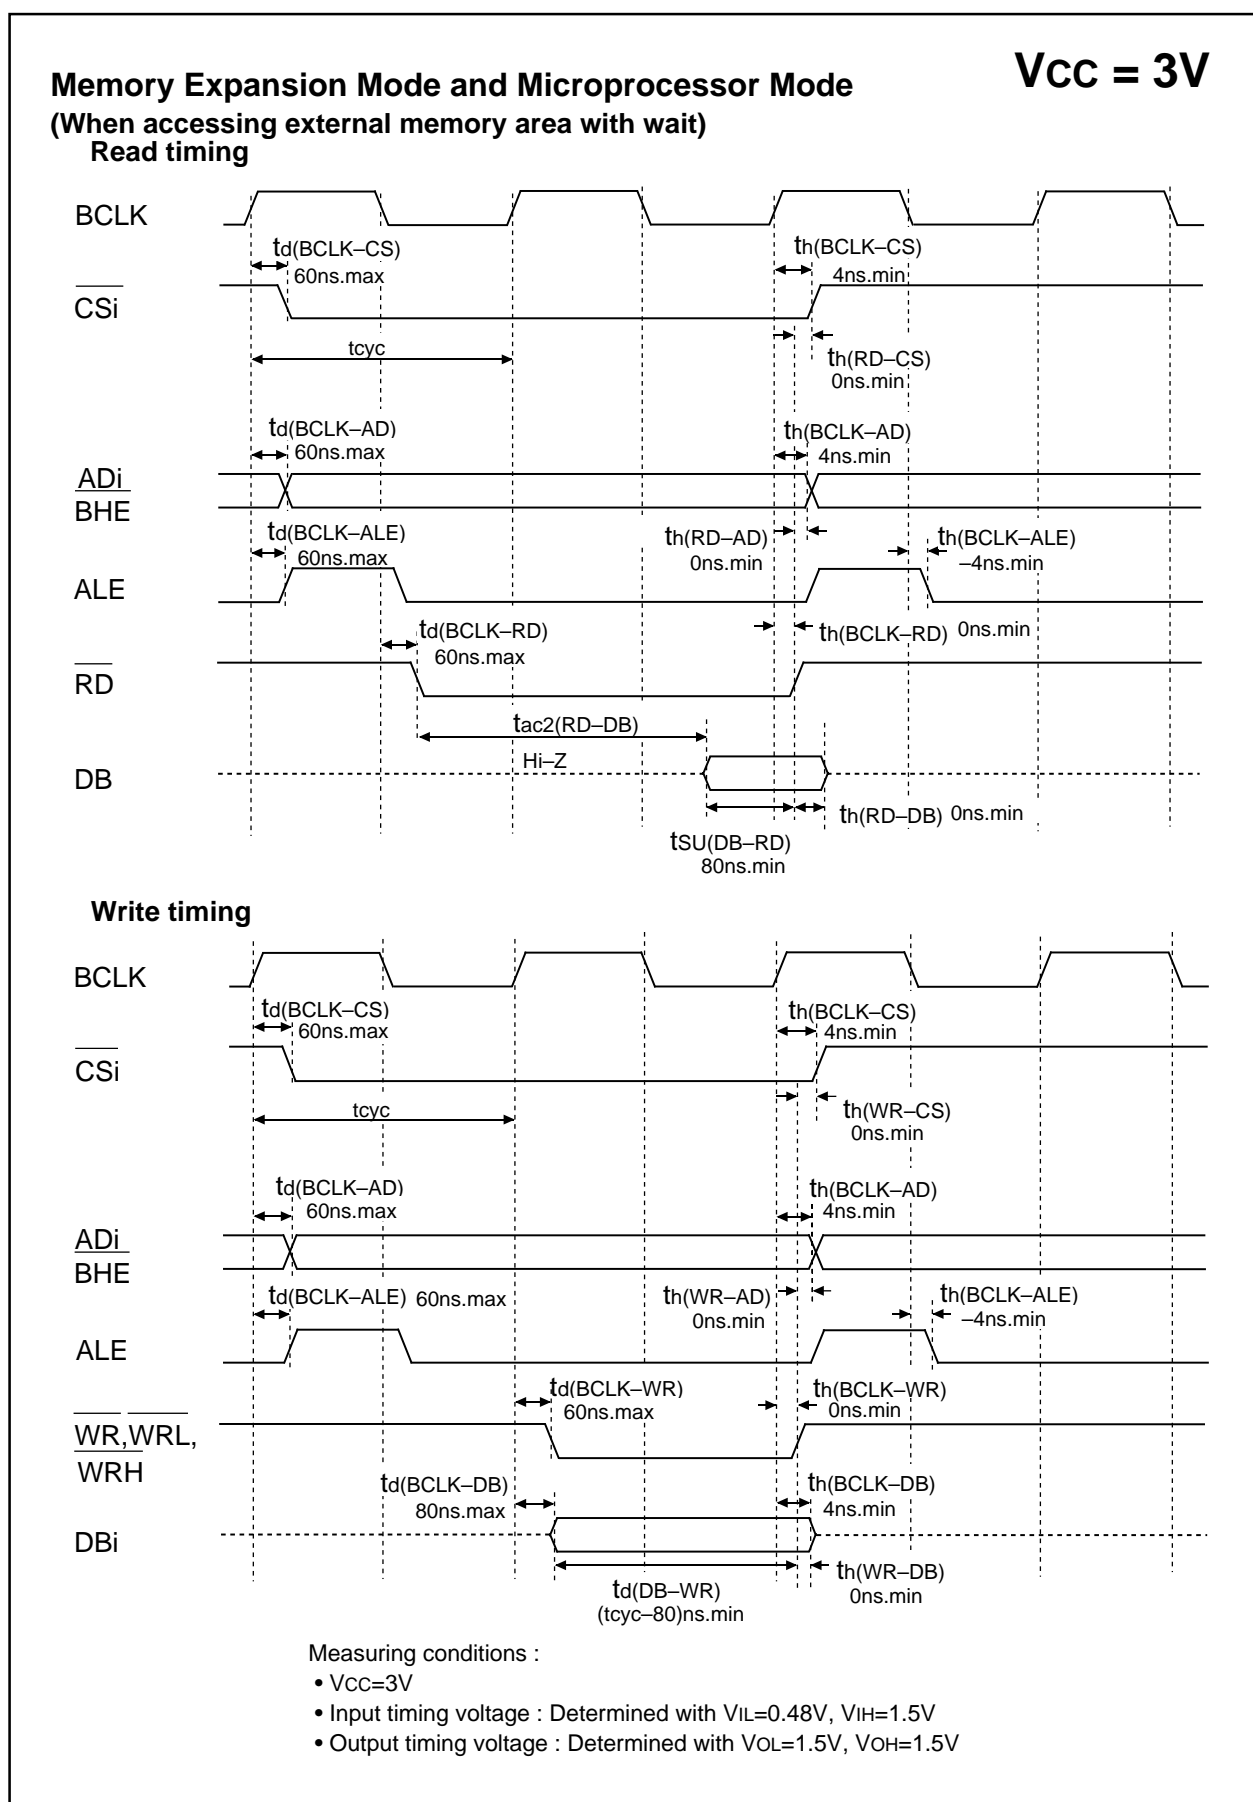 VCC = 3V
Memory Expansion Mode and Microprocessor Mode
(When accessing external memory area with wait)
Read timing
BCLK
td(BCLK–CS)
60ns.max
th(BCLK–CS)
4ns.min
CSi
tcyc
th(RD–CS)
0ns.min
td(BCLK–AD)
60ns.max
th(BCLK–AD)
4ns.min
ADi
BHE
td(BCLK–ALE)
60ns.max
th(RD–AD)
0ns.min
th(BCLK–ALE)
–4ns.min
ALE
td(BCLK–RD)
60ns.max
th(BCLK–RD) 0ns.min
RD
tac2(RD–DB)
Hi–Z
DB
th(RD–DB) 0ns.min
tSU(DB–RD)
80ns.min
Write timing
BCLK
td(BCLK–CS)
60ns.max
th(BCLK–CS)
4ns.min
CSi
tcyc
th(WR–CS)
0ns.min
td(BCLK–AD)
60ns.max
th(BCLK–AD)
4ns.min
ADi
BHE
td(BCLK–ALE) 60ns.max
th(WR–AD)
0ns.min
th(BCLK–ALE)
–4ns.min
ALE
td(BCLK–WR)
60ns.max
th(BCLK–WR)
0ns.min
WR,WRL,
WRH
td(BCLK–DB)
80ns.max
th(BCLK–DB)
4ns.min
DBi
td(DB–WR)
(tcyc–80)ns.min
th(WR–DB)
0ns.min
Measuring conditions :
• VCC=3V
• Input timing voltage : Determined with VIL=0.48V, VIH=1.5V
• Output timing voltage : Determined with VOL=1.5V, VOH=1.5V